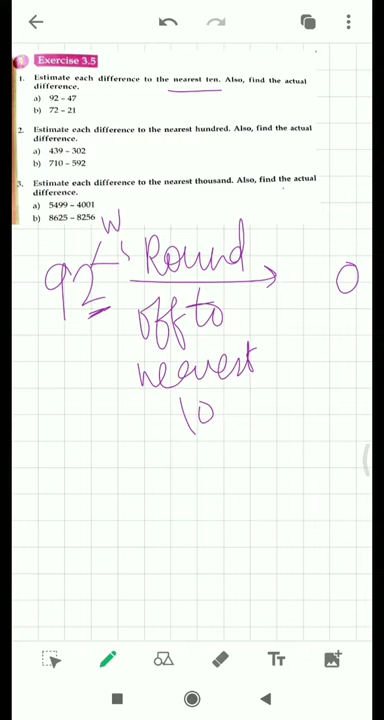 Exercise 3.5
1. Estimate each difference to the nearest ten. Also, find the actual
difference.
a) 92 – 47
b) 72 – 21
2. Estimate each difference to the nearest hundred. Also, find the actual
difference.
a) 439 – 302
b) 710 – 592
3. Estimate each difference to the nearest thousand. Also, find the actual
difference.
a) 5499 – 4001
b) 8625 – 8256
92 Round 0
off to
nearest
10
TT